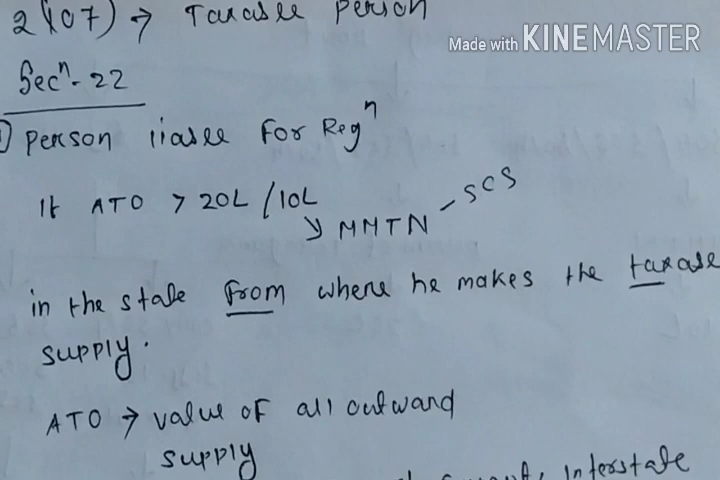 2(107) → Taxable person
Made with KINEMASTER
Secⁿ - 22
① Person liable For Regⁿ
If ATO > 20L / 10L
↘ MMTN - SCS
in the state from where he makes the taxable
supply.
ATO → value of all outward
supply
interstate